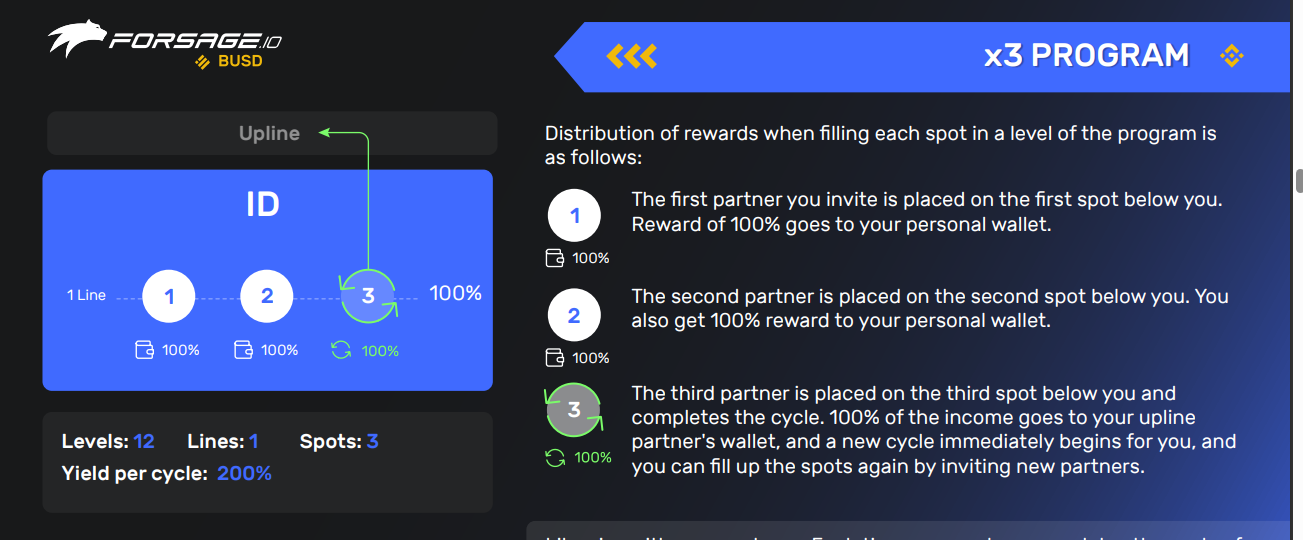 FORSAGE.IO
BUSD
x3 PROGRAM
Upline
ID
1 Line
1
2
3
100%
100%
100%
100%
Levels: 12 Lines: 1 Spots: 3
Yield per cycle: 200%
Distribution of rewards when filling each spot in a level of the program is
as follows:
1
100%
The first partner you invite is placed on the first spot below you.
Reward of 100% goes to your personal wallet.
2
100%
The second partner is placed on the second spot below you. You
also get 100% reward to your personal wallet.
3
100%
The third partner is placed on the third spot below you and
completes the cycle. 100% of the income goes to your upline
partner's wallet, and a new cycle immediately begins for you, and
you can fill up the spots again by inviting new partners.